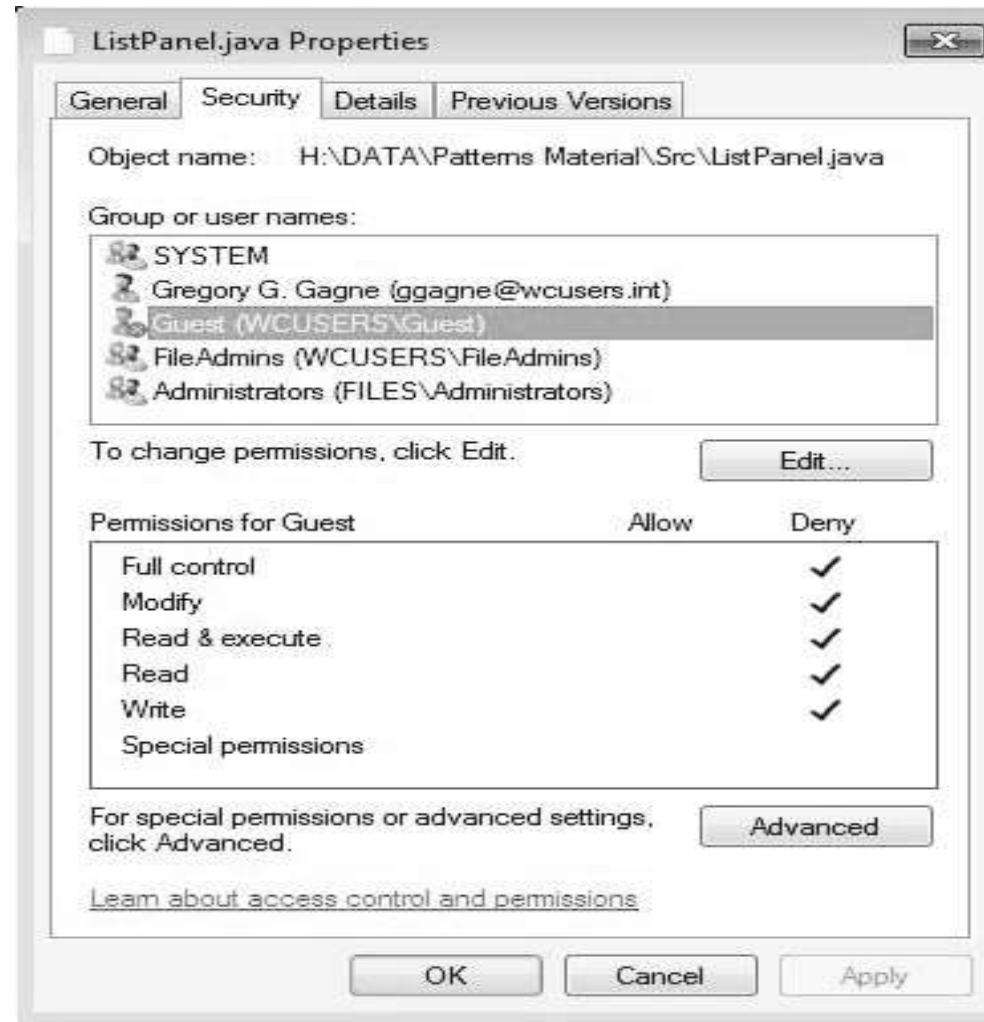 ListPanel.java Properties
General Security Details Previous Versions
Object name: H:\DATA\Patterns Material\Src\ListPanel.java
Group or user names:
SYSTEM
Gregory G. Gagne (ggagne@wcusers.int)
Guest (WCUSERS\Guest)
FileAdmins (WCUSERS\FileAdmins)
Administrators (FILES\Administrators)
To change permissions, click Edit.
Edit...
Permissions for Guest Allow Deny
Full control
Modify
Read & execute
Read
Write
Special permissions
For special permissions or advanced settings,
click Advanced.
Advanced
Learn about access control and permissions
OK Cancel Apply